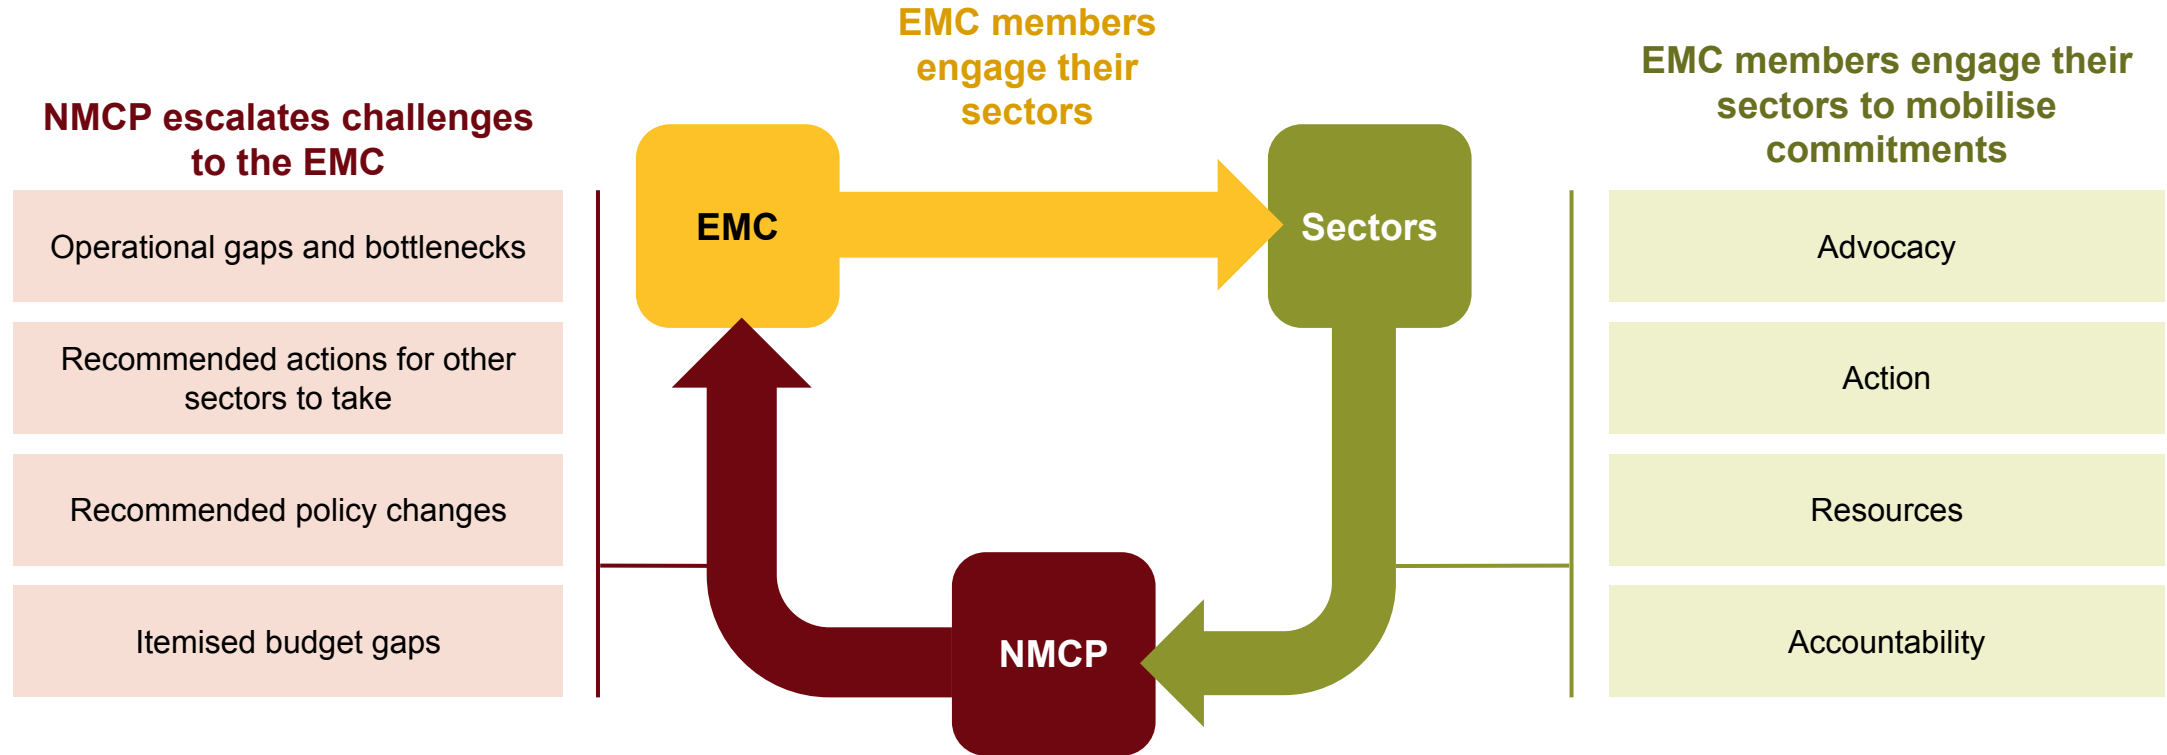 NMCP escalates challenges
to the EMC
Operational gaps and bottlenecks
Recommended actions for other
sectors to take
Recommended policy changes
Itemised budget gaps
EMC members
engage their
sectors
EMC
Sectors
NMCP
EMC members engage their
sectors to mobilise
commitments
Advocacy
Action
Resources
Accountability